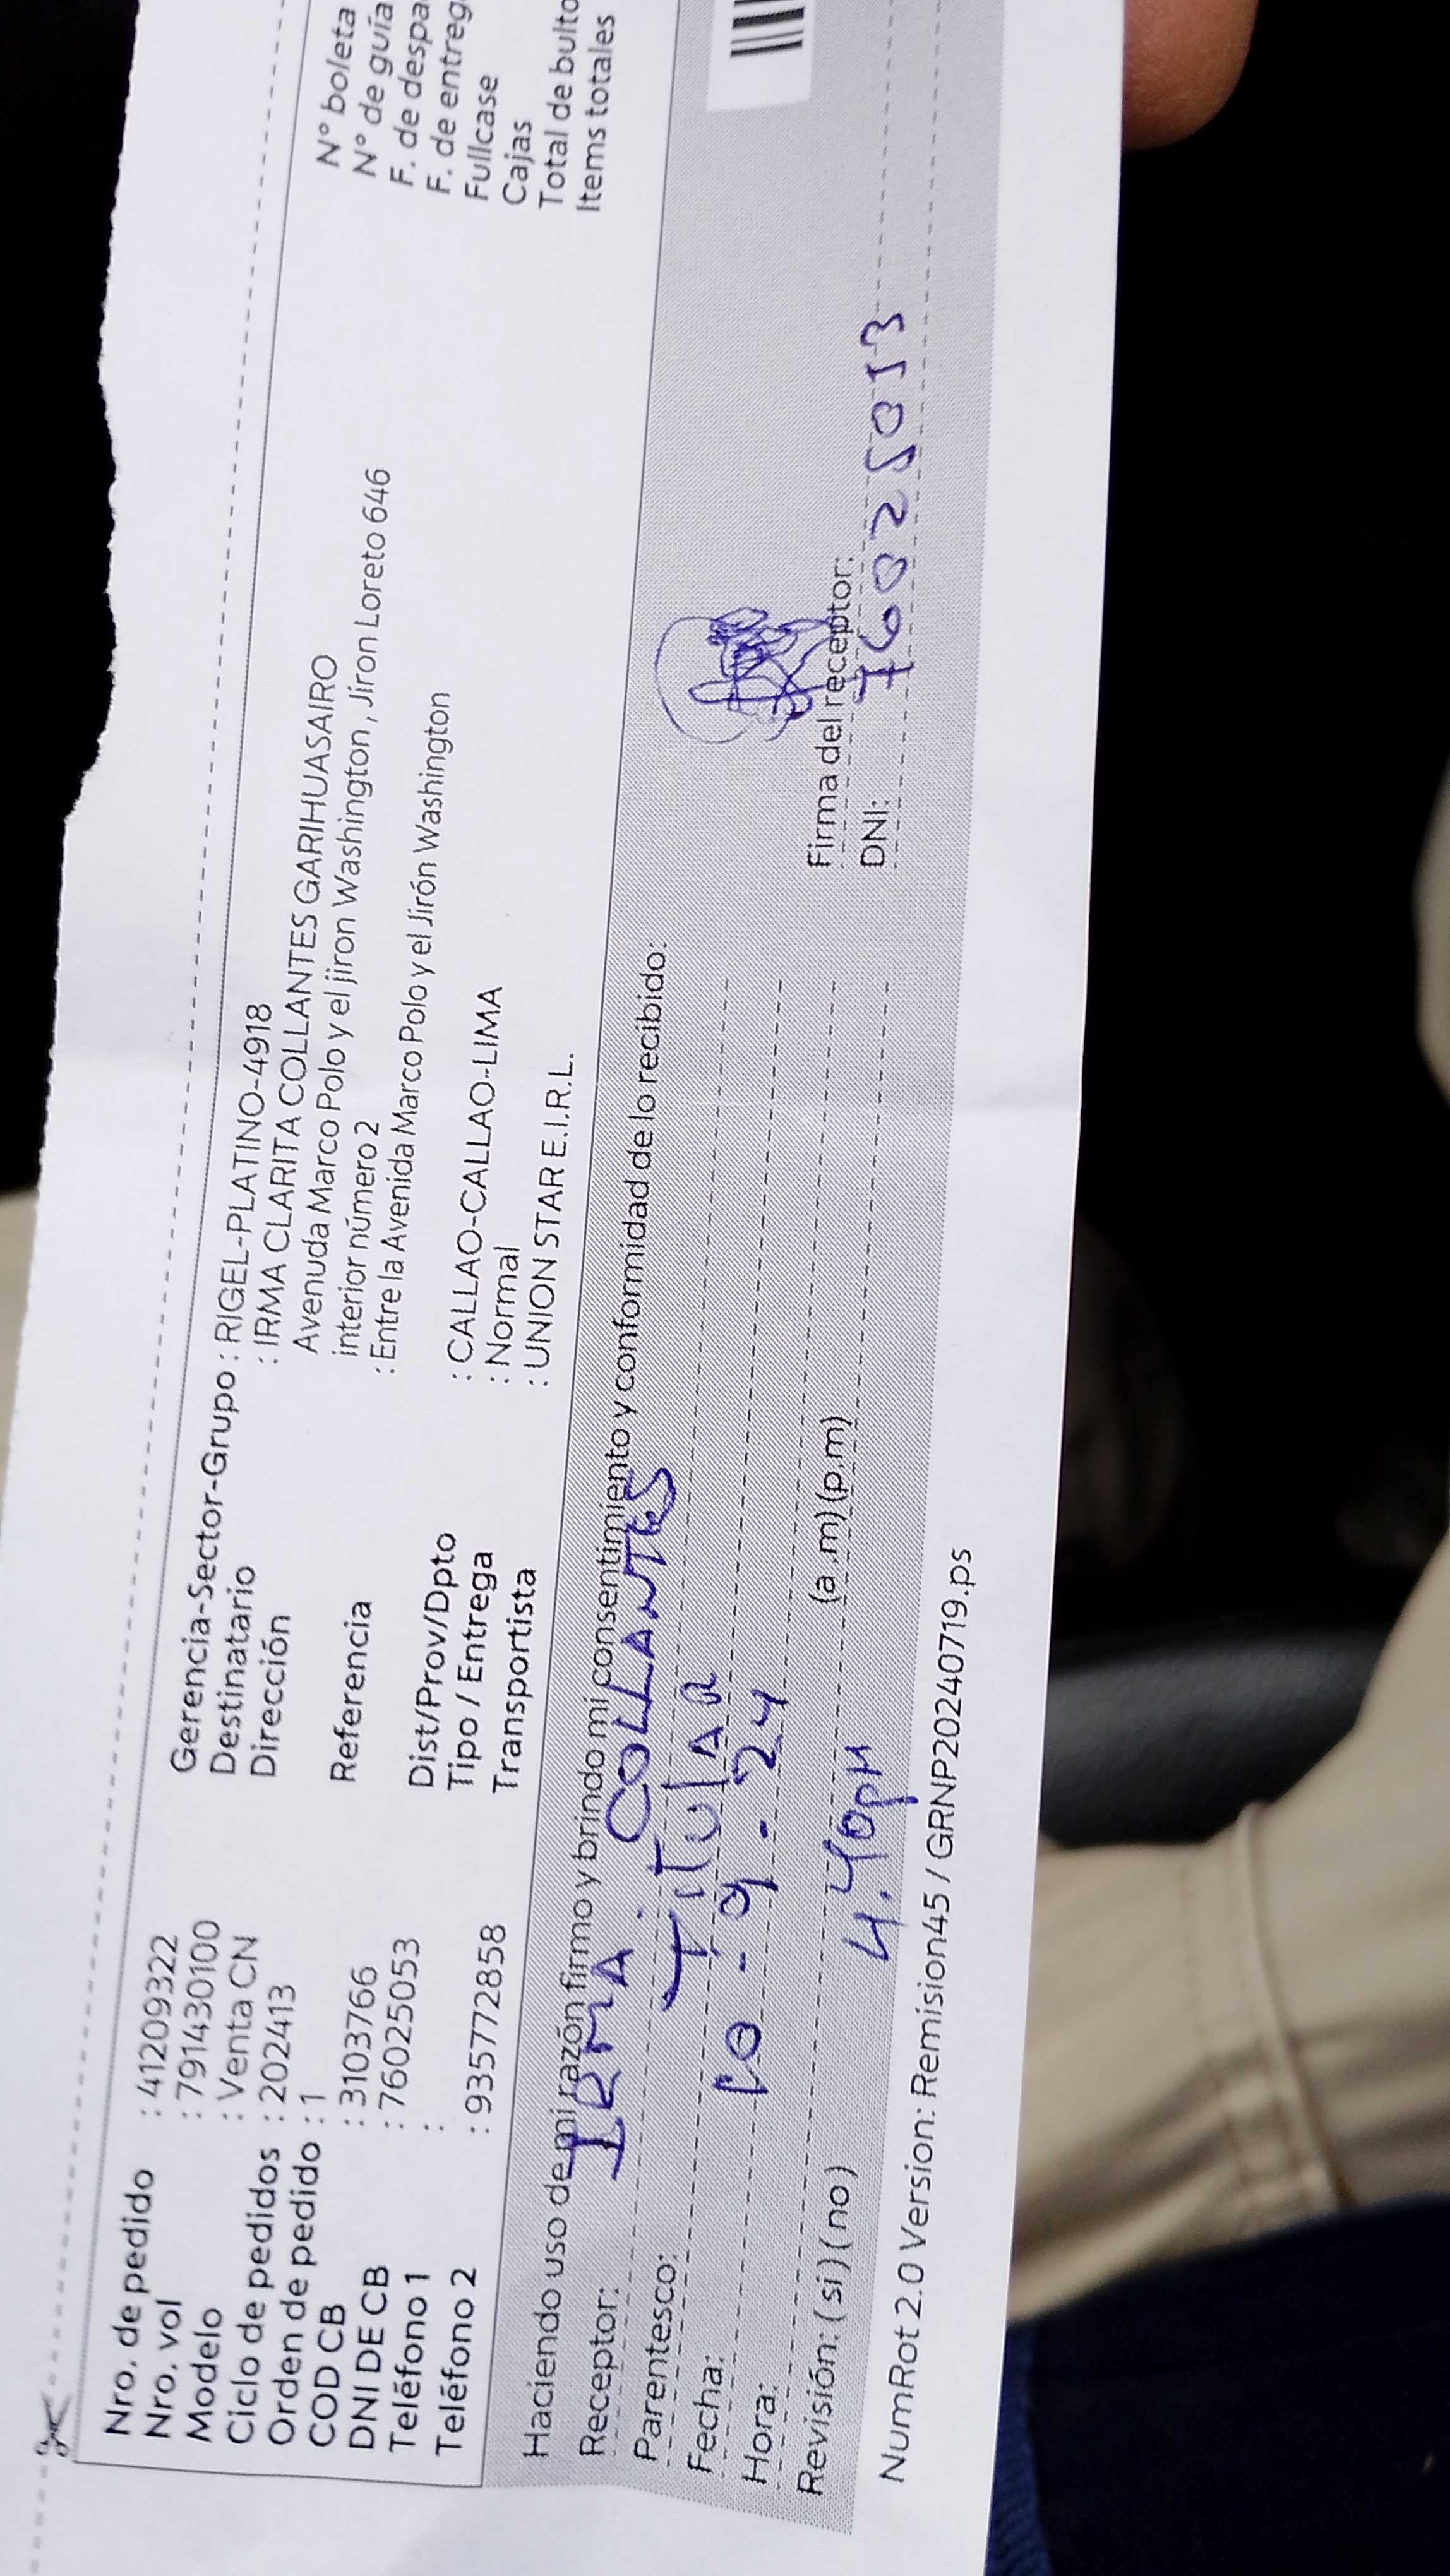 Nro. de pedido : 41209322
Nro. vol : 791430100
Modelo : Venta CN
Ciclo de pedidos : 202413
Orden de pedido : 1
COD CB : 3103766
DNI DE CB : 76025053
Teléfono 1 :
Teléfono 2 : 935772858
Gerencia-Sector-Grupo : RIGEL-PLATINO-4918
Destinatario : IRMA CLARITA COLLANTES GARIHUASAIRO
Dirección Avenuda Marco Polo y el jiron Washington, Jiron Loreto 646
interior número 2
Referencia : Entre la Avenida Marco Polo y el Jirón Washington
Dist/Prov/Dpto : CALLAO-CALLAO-LIMA
Tipo / Entrega : Normal
Transportista : UNION STAR E.I.R.L.
N° boleta
N° de guía
F. de despa
F. de entreg
Fullcase
Cajas
Total de bulto
Items totales
Haciendo uso de mi razón firmo y brindo mi consentimiento y conformidad de lo recibido:
Receptor: IRMA COLLANTES
Parentesco: TITULAR
Fecha: 10 - 9 - 24
Hora: 4.40pm (a.m) (p.m)
Revisión: (si) (no)
Firma del receptor:
DNI: 76025013
NumRot 2.0 Version: Remision45 / GRNP20240719.ps